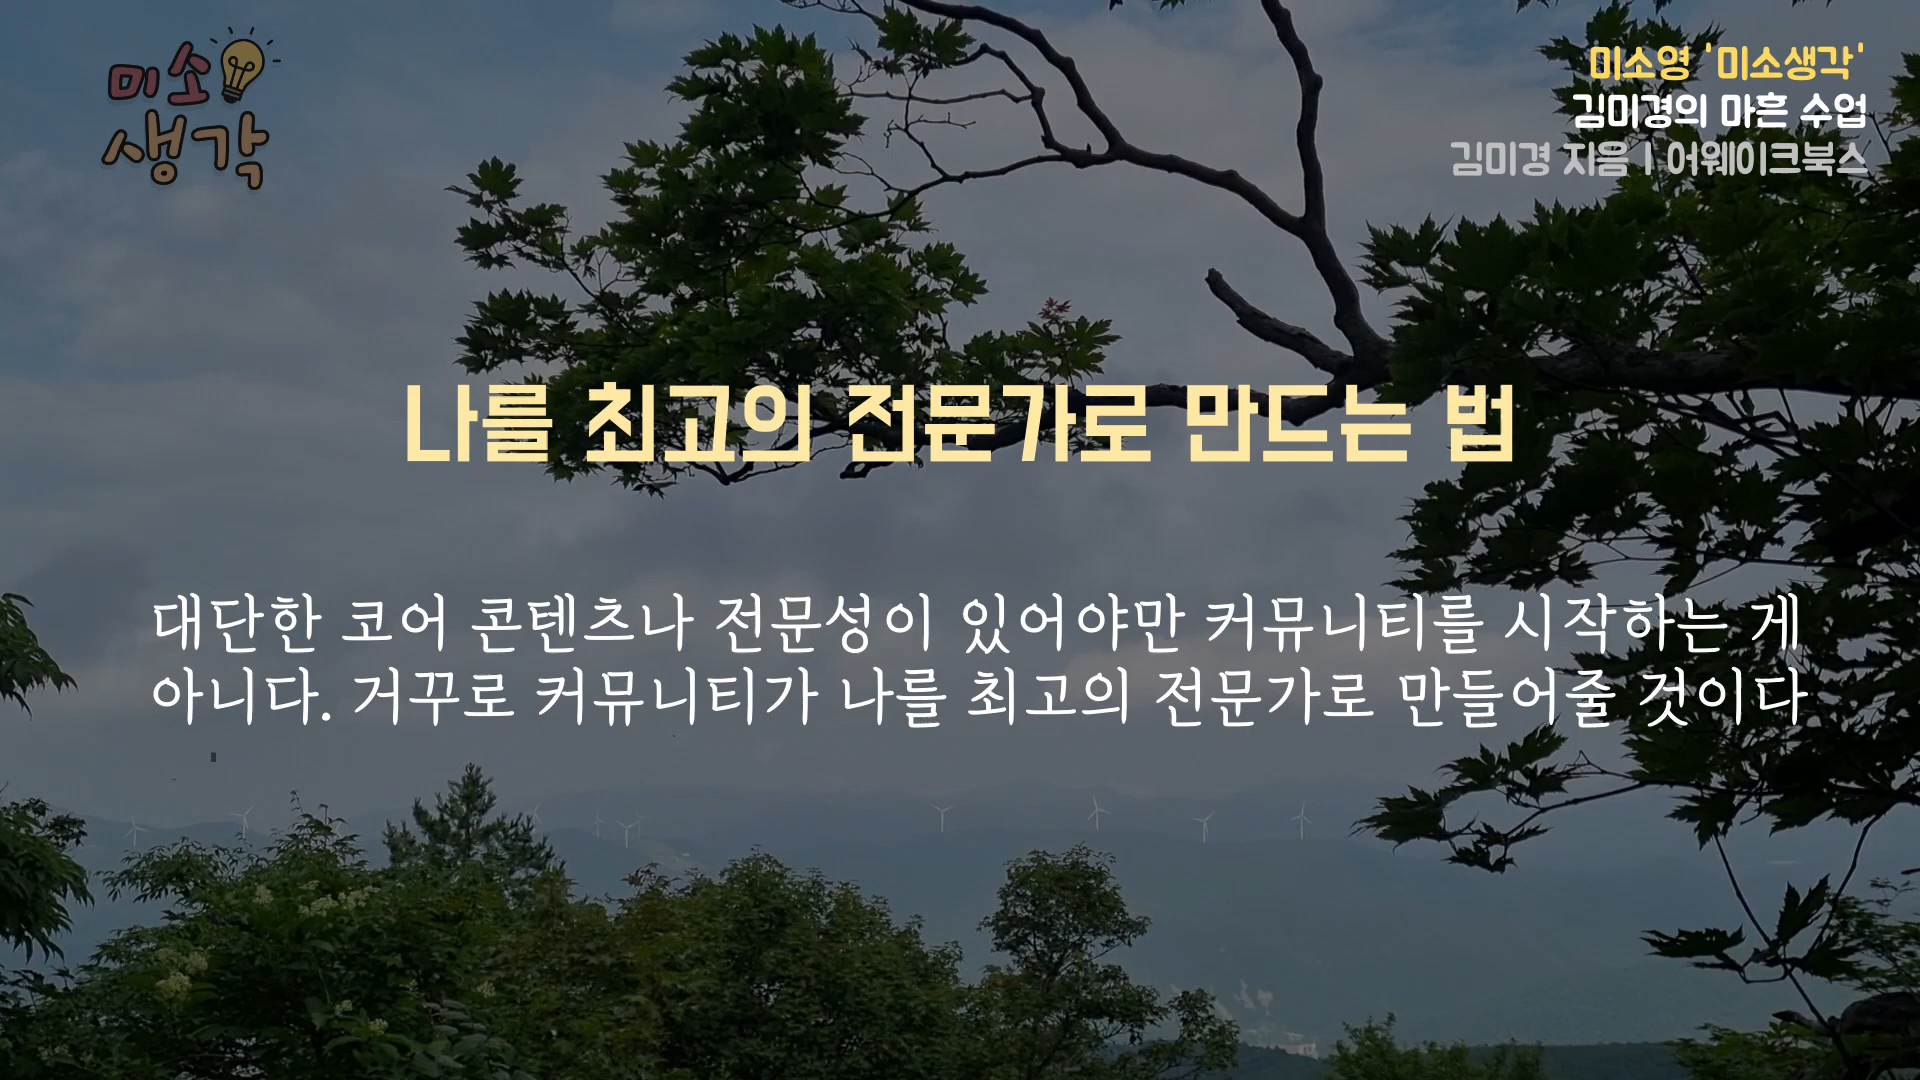 미소
생각
미소영 '미소생각'
김미경의 마흔 수업
김미경 지음 | 어웨이크북스
나를 최고의 전문가로 만드는 법
대단한 코어 콘텐츠나 전문성이 있어야만 커뮤니티를 시작하는 게
아니다. 거꾸로 커뮤니티가 나를 최고의 전문가로 만들어줄 것이다